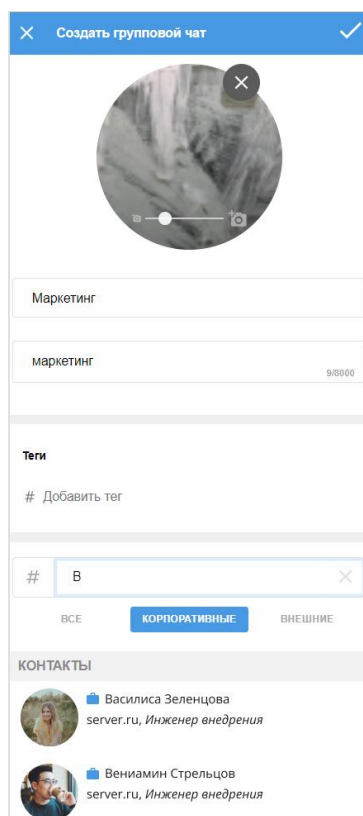 Создать групповой чат
Маркетинг
маркетинг
9/8000
Теги
# Добавить тег
# В
ВСЕ КОРПОРАТИВНЫЕ ВНЕШНИЕ
КОНТАКТЫ
Василиса Зеленцова
server.ru, Инженер внедрения
Вениамин Стрельцов
server.ru, Инженер внедрения